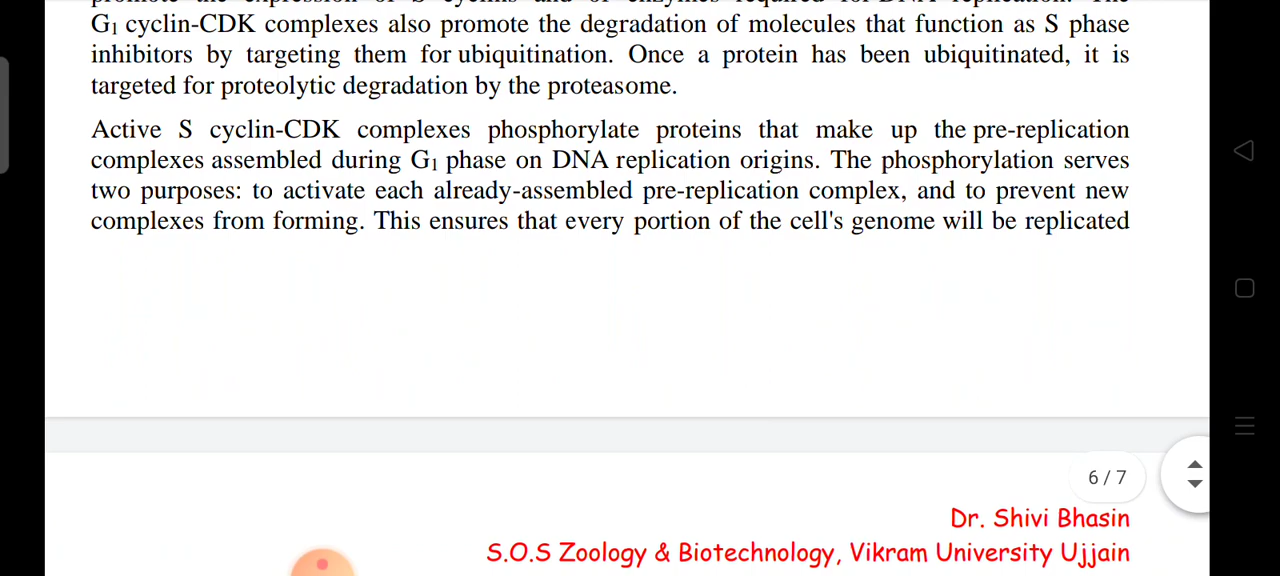 G₁ cyclin-CDK complexes also promote the degradation of molecules that function as S phase
inhibitors by targeting them for ubiquitination. Once a protein has been ubiquitinated, it is
targeted for proteolytic degradation by the proteasome.
Active S cyclin-CDK complexes phosphorylate proteins that make up the pre-replication
complexes assembled during G₁ phase on DNA replication origins. The phosphorylation serves
two purposes: to activate each already-assembled pre-replication complex, and to prevent new
complexes from forming. This ensures that every portion of the cell's genome will be replicated
6 / 7
Dr. Shivi Bhasin
S.O.S Zoology & Biotechnology, Vikram University Ujjain